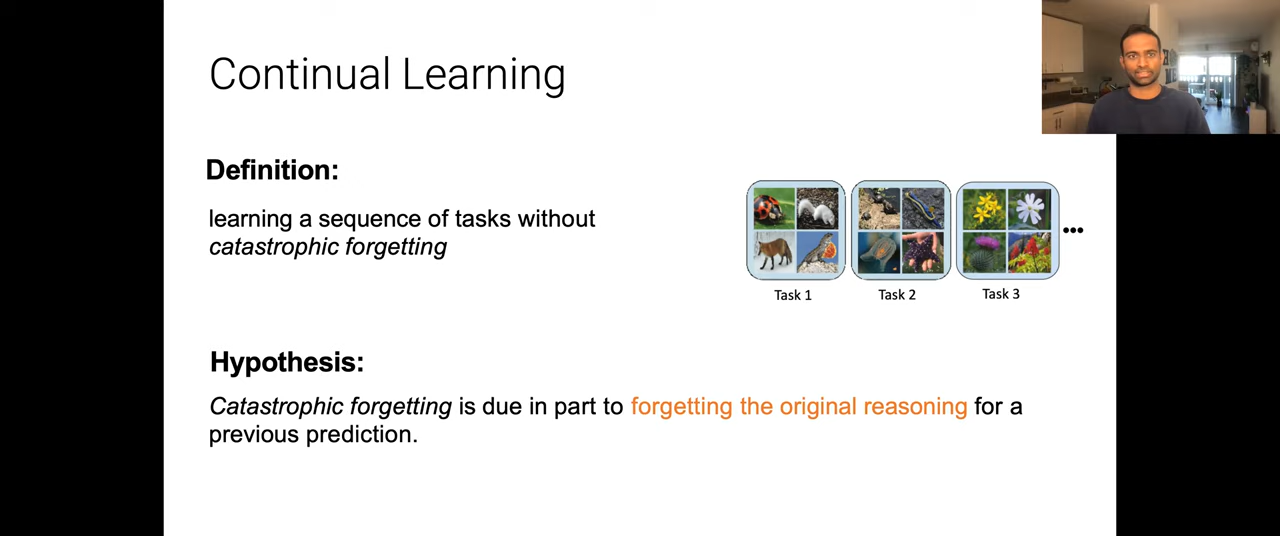 Continual Learning
Definition:
learning a sequence of tasks without
catastrophic forgetting
Task 1
Task 2
Task 3
Hypothesis:
Catastrophic forgetting is due in part to forgetting the original reasoning for a
previous prediction.